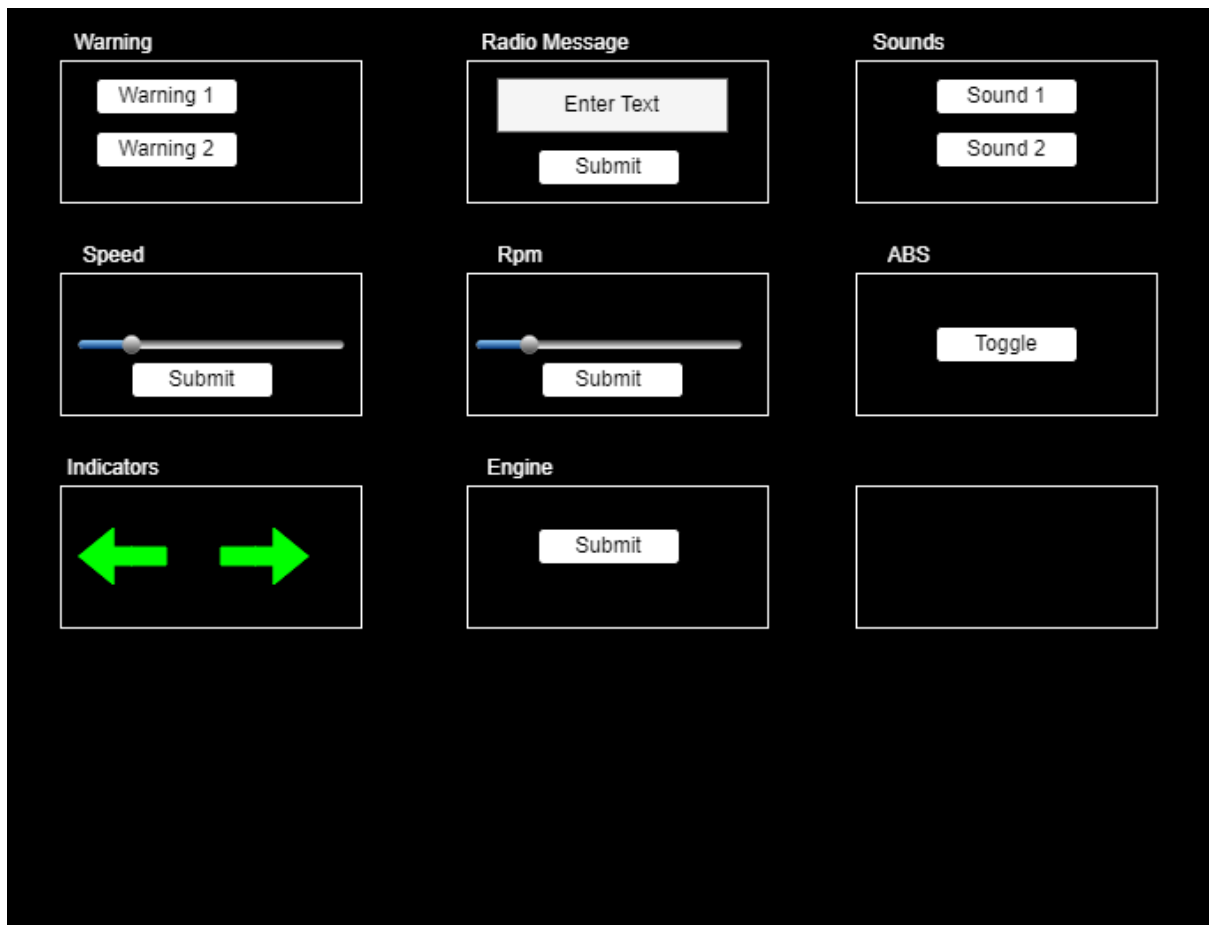 Warning
Radio Message
Sounds
Warning 1
Warning 2
Enter Text
Submit
Sound 1
Sound 2
Speed
Rpm
ABS
Submit
Submit
Toggle
Indicators
Engine
Submit